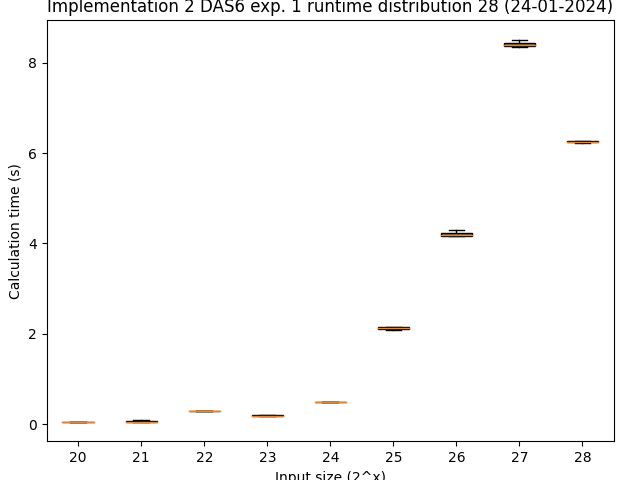 Implementation 2 DAS6 exp. 1 runtime distribution 28 (24-01-2024)
Calculation time (s)
8
6
4
2
0
20 21 22 23 24 25 26 27 28
Input size (2^x)